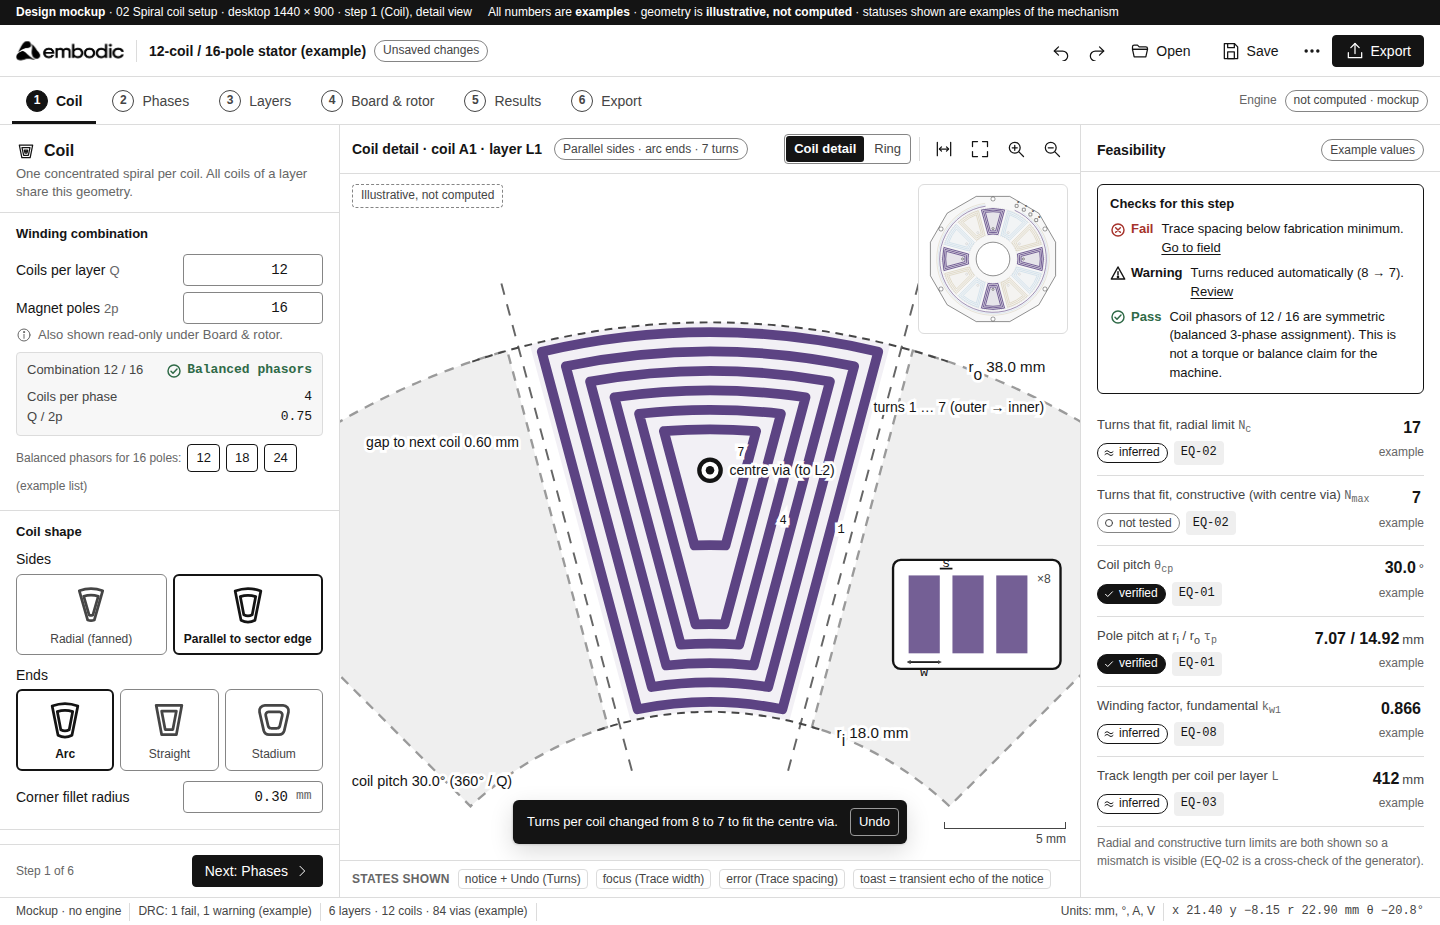 Design mockup · 02 Spiral coil setup · desktop 1440 × 900 · step 1 (Coil), detail view All numbers are examples · geometry is illustrative, not computed · statuses shown are examples of the mechanism
embodic 12-coil / 16-pole stator (example) Unsaved changes Open Save Export
1 Coil 2 Phases 3 Layers 4 Board & rotor 5 Results 6 Export Engine not computed · mockup
Coil
One concentrated spiral per coil. All coils of a layer
share this geometry.
Winding combination
Coils per layer Q 12
Magnet poles 2p 16
Also shown read-only under Board & rotor.
Combination 12 / 16 Balanced phasors
Coils per phase 4
Q / 2p 0.75
Balanced phasors for 16 poles: 12 18 24
(example list)
Coil shape
Sides
Radial (fanned) Parallel to sector edge
Ends
Arc Straight Stadium
Corner fillet radius 0.30 mm
Step 1 of 6 Next: Phases
Coil detail · coil A1 · layer L1 Parallel sides · arc ends · 7 turns Coil detail Ring
Illustrative, not computed
ro 38.0 mm
turns 1 … 7 (outer → inner)
gap to next coil 0.60 mm
7
centre via (to L2)
4
1
s
×8
w
ri 18.0 mm
coil pitch 30.0° (360° / Q)
Turns per coil changed from 8 to 7 to fit the centre via. Undo
5 mm
STATES SHOWN notice + Undo (Turns) focus (Trace width) error (Trace spacing) toast = transient echo of the notice
Feasibility Example values
Checks for this step
Fail Trace spacing below fabrication minimum.
Go to field
Warning Turns reduced automatically (8 → 7).
Review
Pass Coil phasors of 12 / 16 are symmetric
(balanced 3-phase assignment). This is
not a torque or balance claim for the
machine.
Turns that fit, radial limit Nc 17
≈ inferred EQ-02 example
Turns that fit, constructive (with centre via) Nmax 7
not tested EQ-02 example
Coil pitch θcp 30.0 °
verified EQ-01 example
Pole pitch at ri / ro τp 7.07 / 14.92 mm
verified EQ-01 example
Winding factor, fundamental kw1 0.866
≈ inferred EQ-08 example
Track length per coil per layer L 412 mm
≈ inferred EQ-03 example
Radial and constructive turn limits are both shown so a
mismatch is visible (EQ-02 is a cross-check of the generator).
Mockup · no engine DRC: 1 fail, 1 warning (example) 6 layers · 12 coils · 84 vias (example) Units: mm, °, A, V x 21.40 y −8.15 r 22.90 mm θ −20.8°